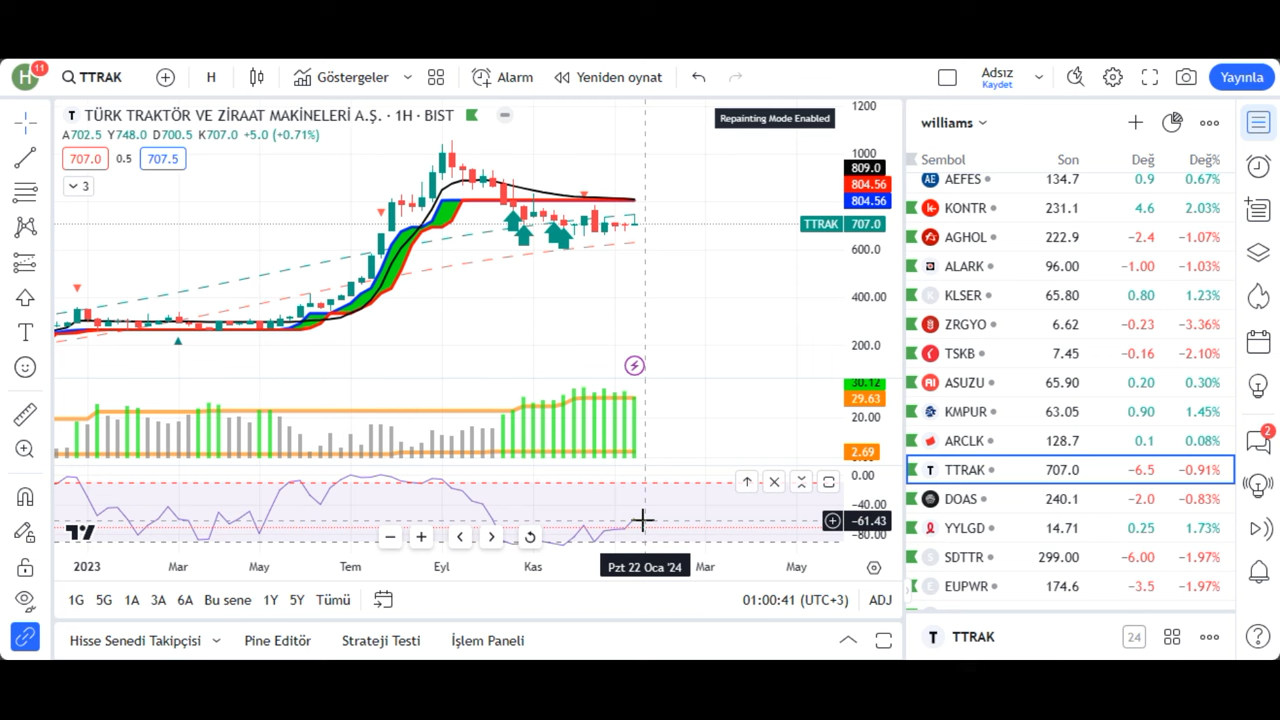 H 11 TTRAK H Göstergeler Alarm Yeniden oynat Adsız Kaydet Yayınla
T TÜRK TRAKTÖR VE ZİRAAT MAKİNELERİ A.Ş. · 1H · BIST
A702.5 Y748.0 D700.5 K707.0 +5.0 (+0.71%)
707.0 0.5 707.5
3
Repainting Mode Enabled
1200
1000
809.0
804.56
804.56
TTRAK 707.0
600.0
400.00
200.0
30.12
29.63
20.00
2.69
0.00
-40.00
-61.43
-80.00
2023 Mar May Tem Eyl Kas Pzt 22 Oca '24 Mar May
1G 5G 1A 3A 6A Bu sene 1Y 5Y Tümü 01:00:41 (UTC+3) ADJ
Hisse Senedi Takipçisi Pine Editör Strateji Testi İşlem Paneli
williams
Sembol Son Değ Değ%
AE AEFES 134.7 0.9 0.67%
KONTR 231.1 4.6 2.03%
AGHOL 222.9 −2.4 −1.07%
ALARK 96.00 −1.00 −1.03%
K KLSER 65.80 0.80 1.23%
ZRGYO 6.62 −0.23 −3.36%
TSKB 7.45 −0.16 −2.10%
ASUZU 65.90 0.20 0.30%
KMPUR 63.05 0.90 1.45%
ARCLK 128.7 0.1 0.08%
T TTRAK 707.0 −6.5 −0.91%
DOAS 240.1 −2.0 −0.83%
YYLGD 14.71 0.25 1.73%
S SDTTR 299.00 −6.00 −1.97%
E EUPWR 174.6 −3.5 −1.97%
T TTRAK 24
2